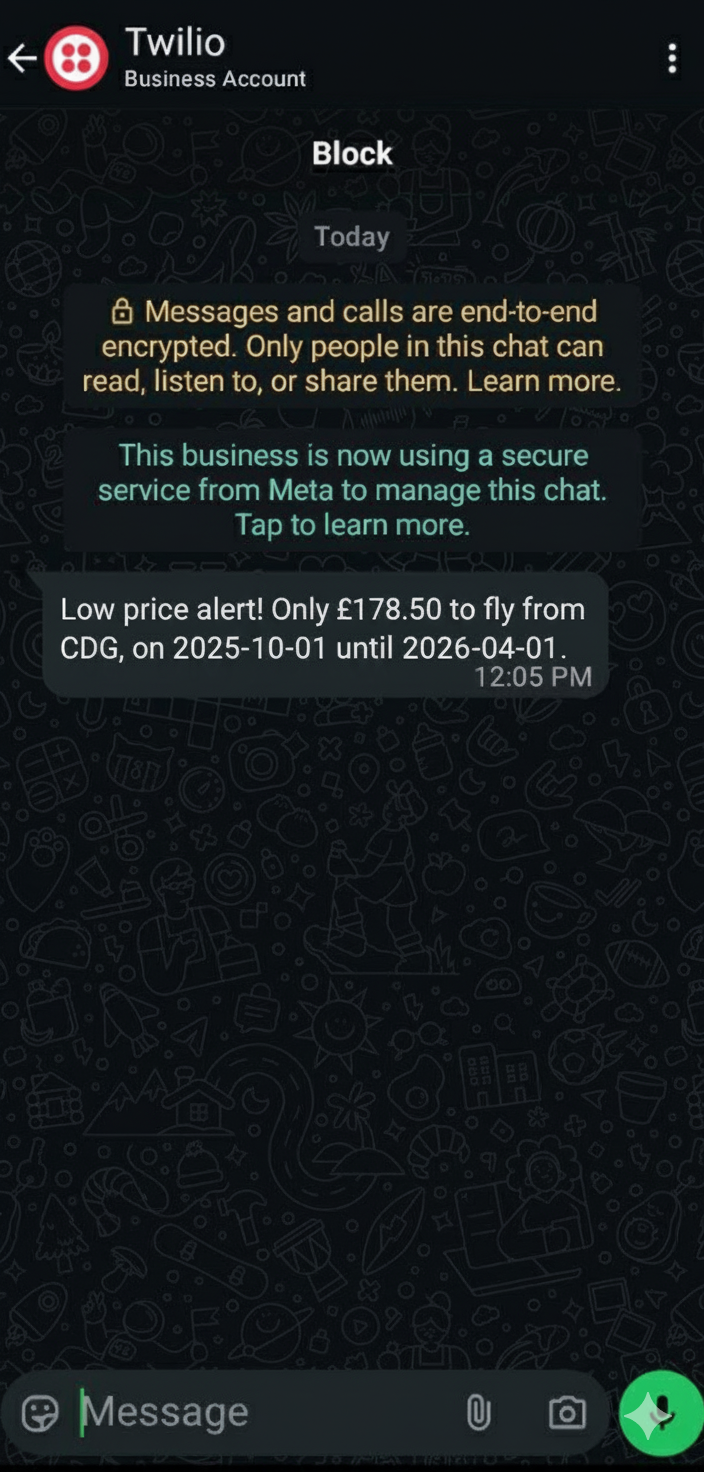 Twilio
Business Account
Block
Today
Messages and calls are end-to-end
encrypted. Only people in this chat can
read, listen to, or share them. Learn more.
This business is now using a secure
service from Meta to manage this chat.
Tap to learn more.
Low price alert! Only £178.50 to fly from
CDG, on 2025-10-01 until 2026-04-01.
12:05 PM
Message